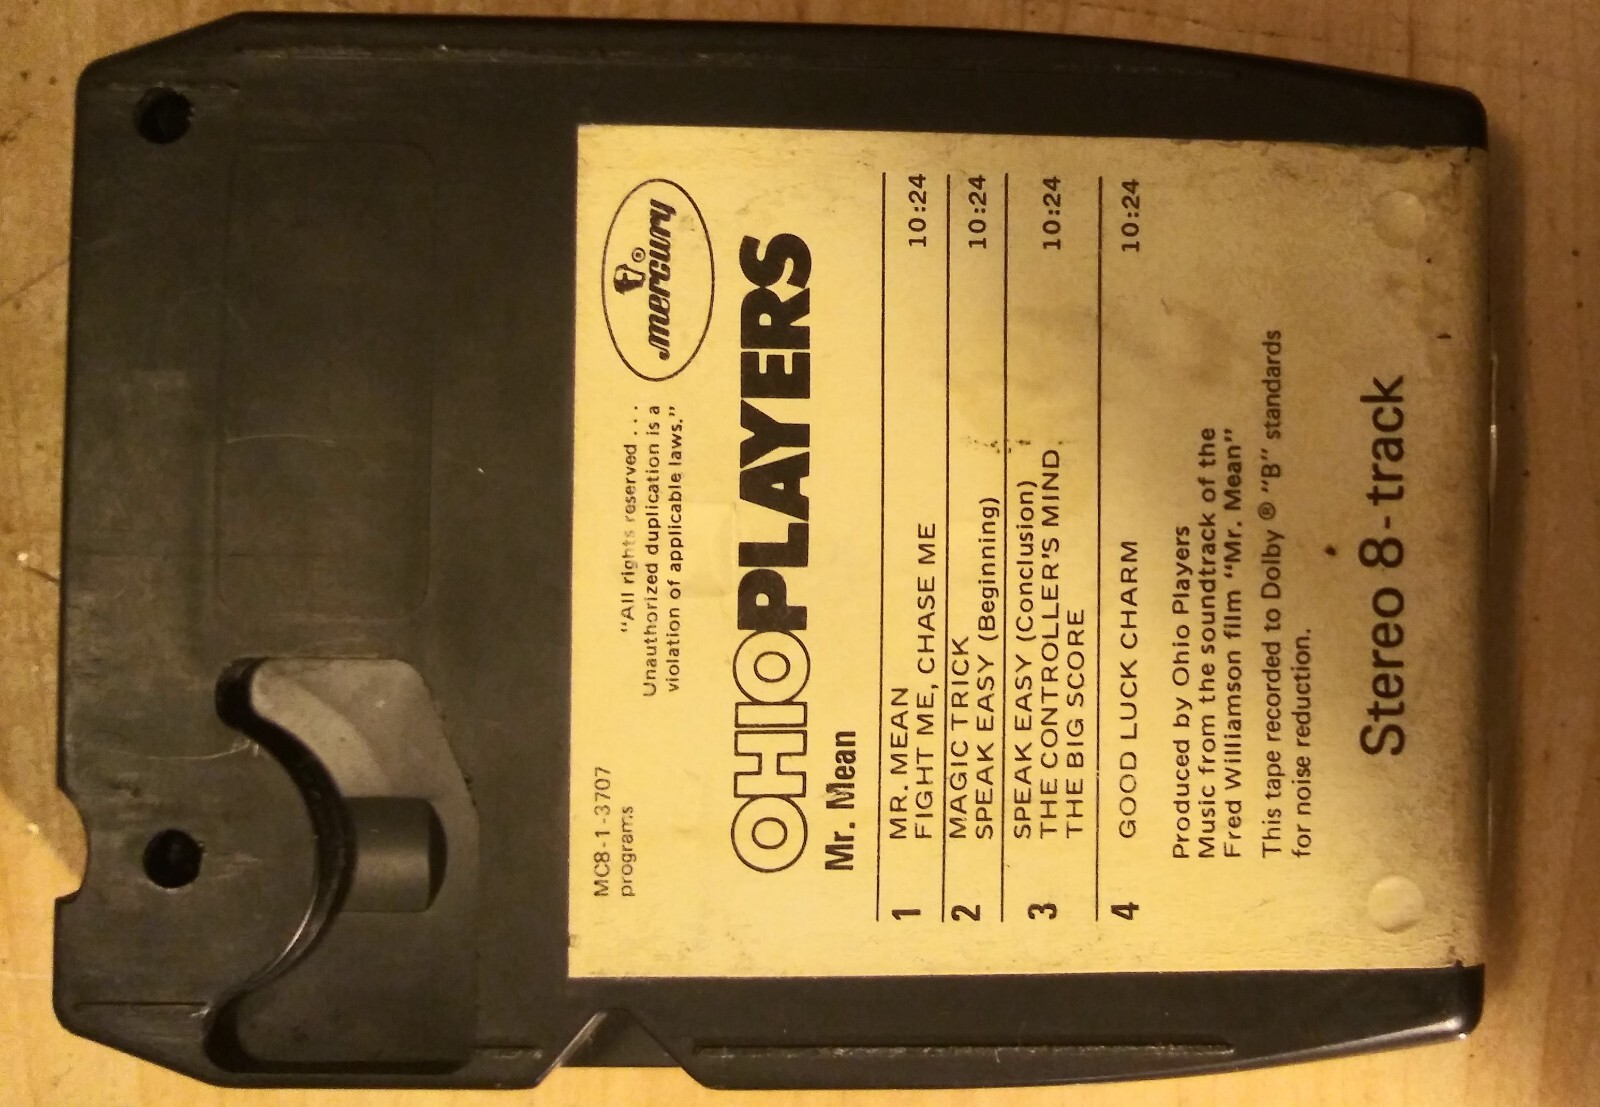 MC8-1-3707
programs
"All rights reserved . . .
Unauthorized duplication is a
violation of applicable laws."
mercury®
OHIO PLAYERS
Mr. Mean
1 MR. MEAN
FIGHT ME, CHASE ME 10:24
2 MAGIC TRICK
SPEAK EASY (Beginning) 10:24
SPEAK EASY (Conclusion)
3 THE CONTROLLER'S MIND 10:24
THE BIG SCORE
4 GOOD LUCK CHARM 10:24
Produced by Ohio Players
Music from the soundtrack of the
Fred Williamson film "Mr. Mean"
This tape recorded to Dolby ® "B" standards
for noise reduction.
Stereo 8-track